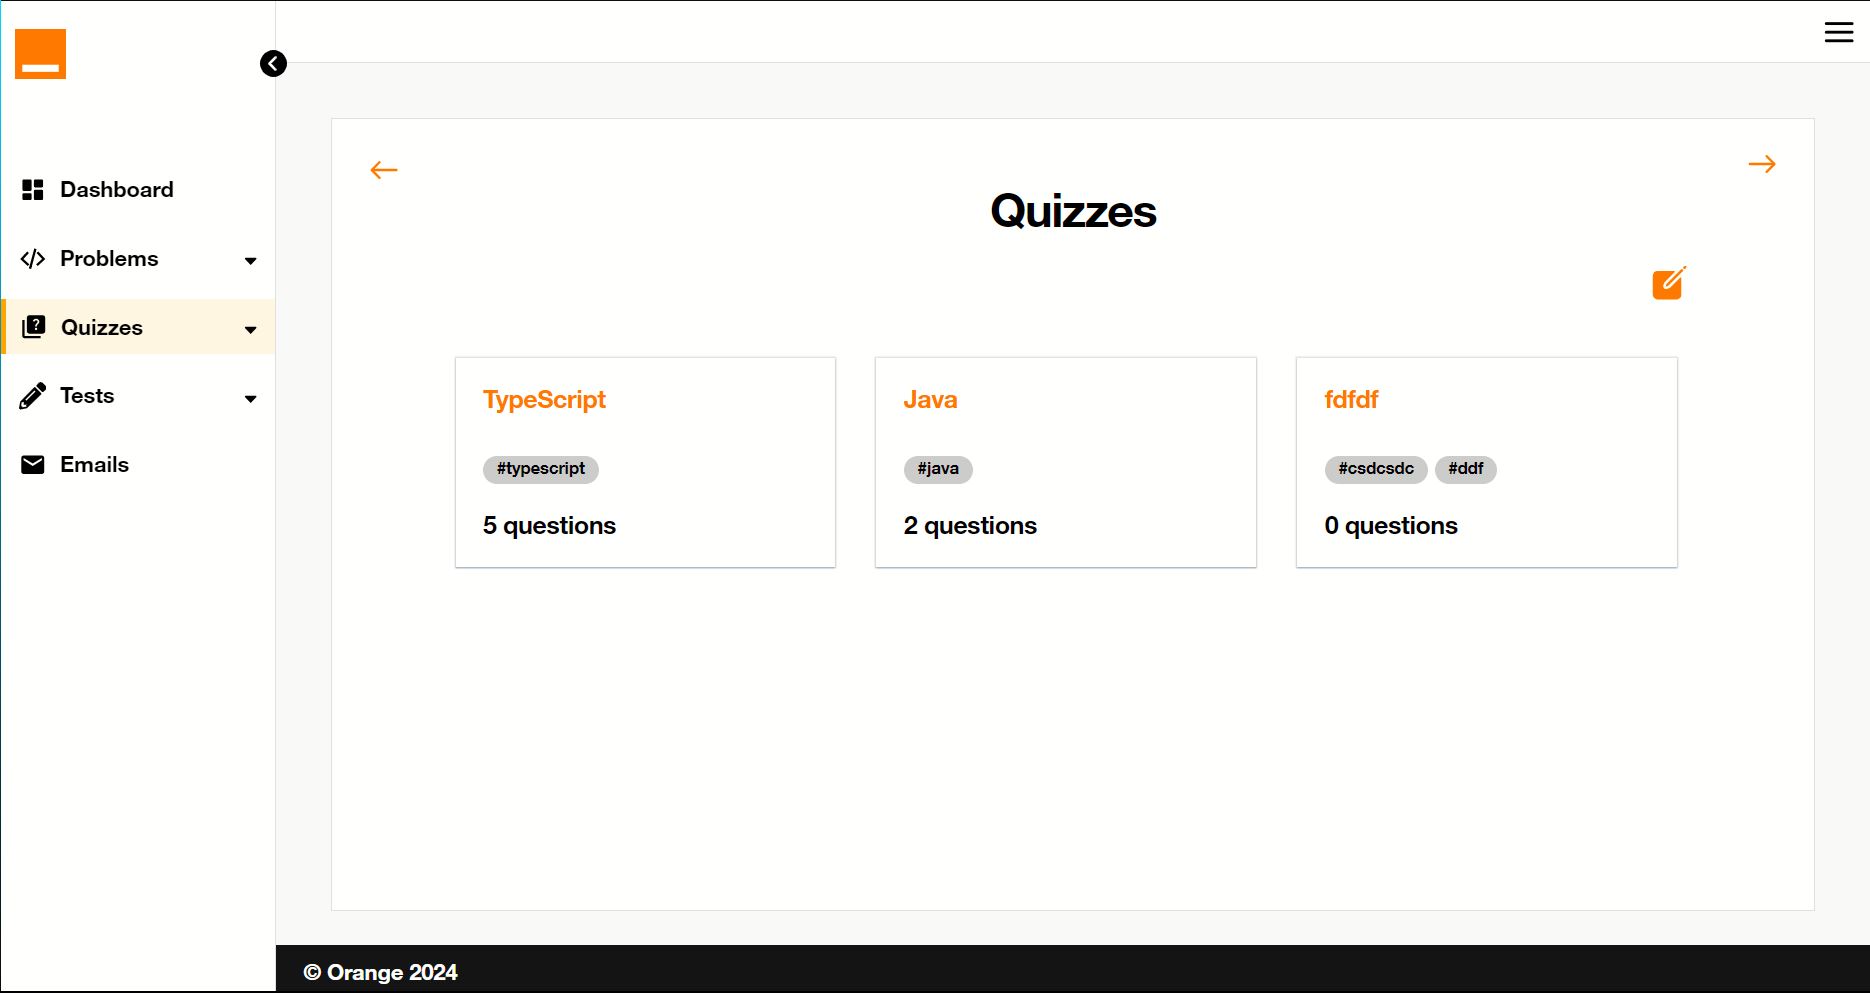 Dashboard
Problems
Quizzes
Tests
Emails
Quizzes
TypeScript
#typescript
5 questions
Java
#java
2 questions
fdfdf
#csdcsdc #ddf
0 questions
© Orange 2024